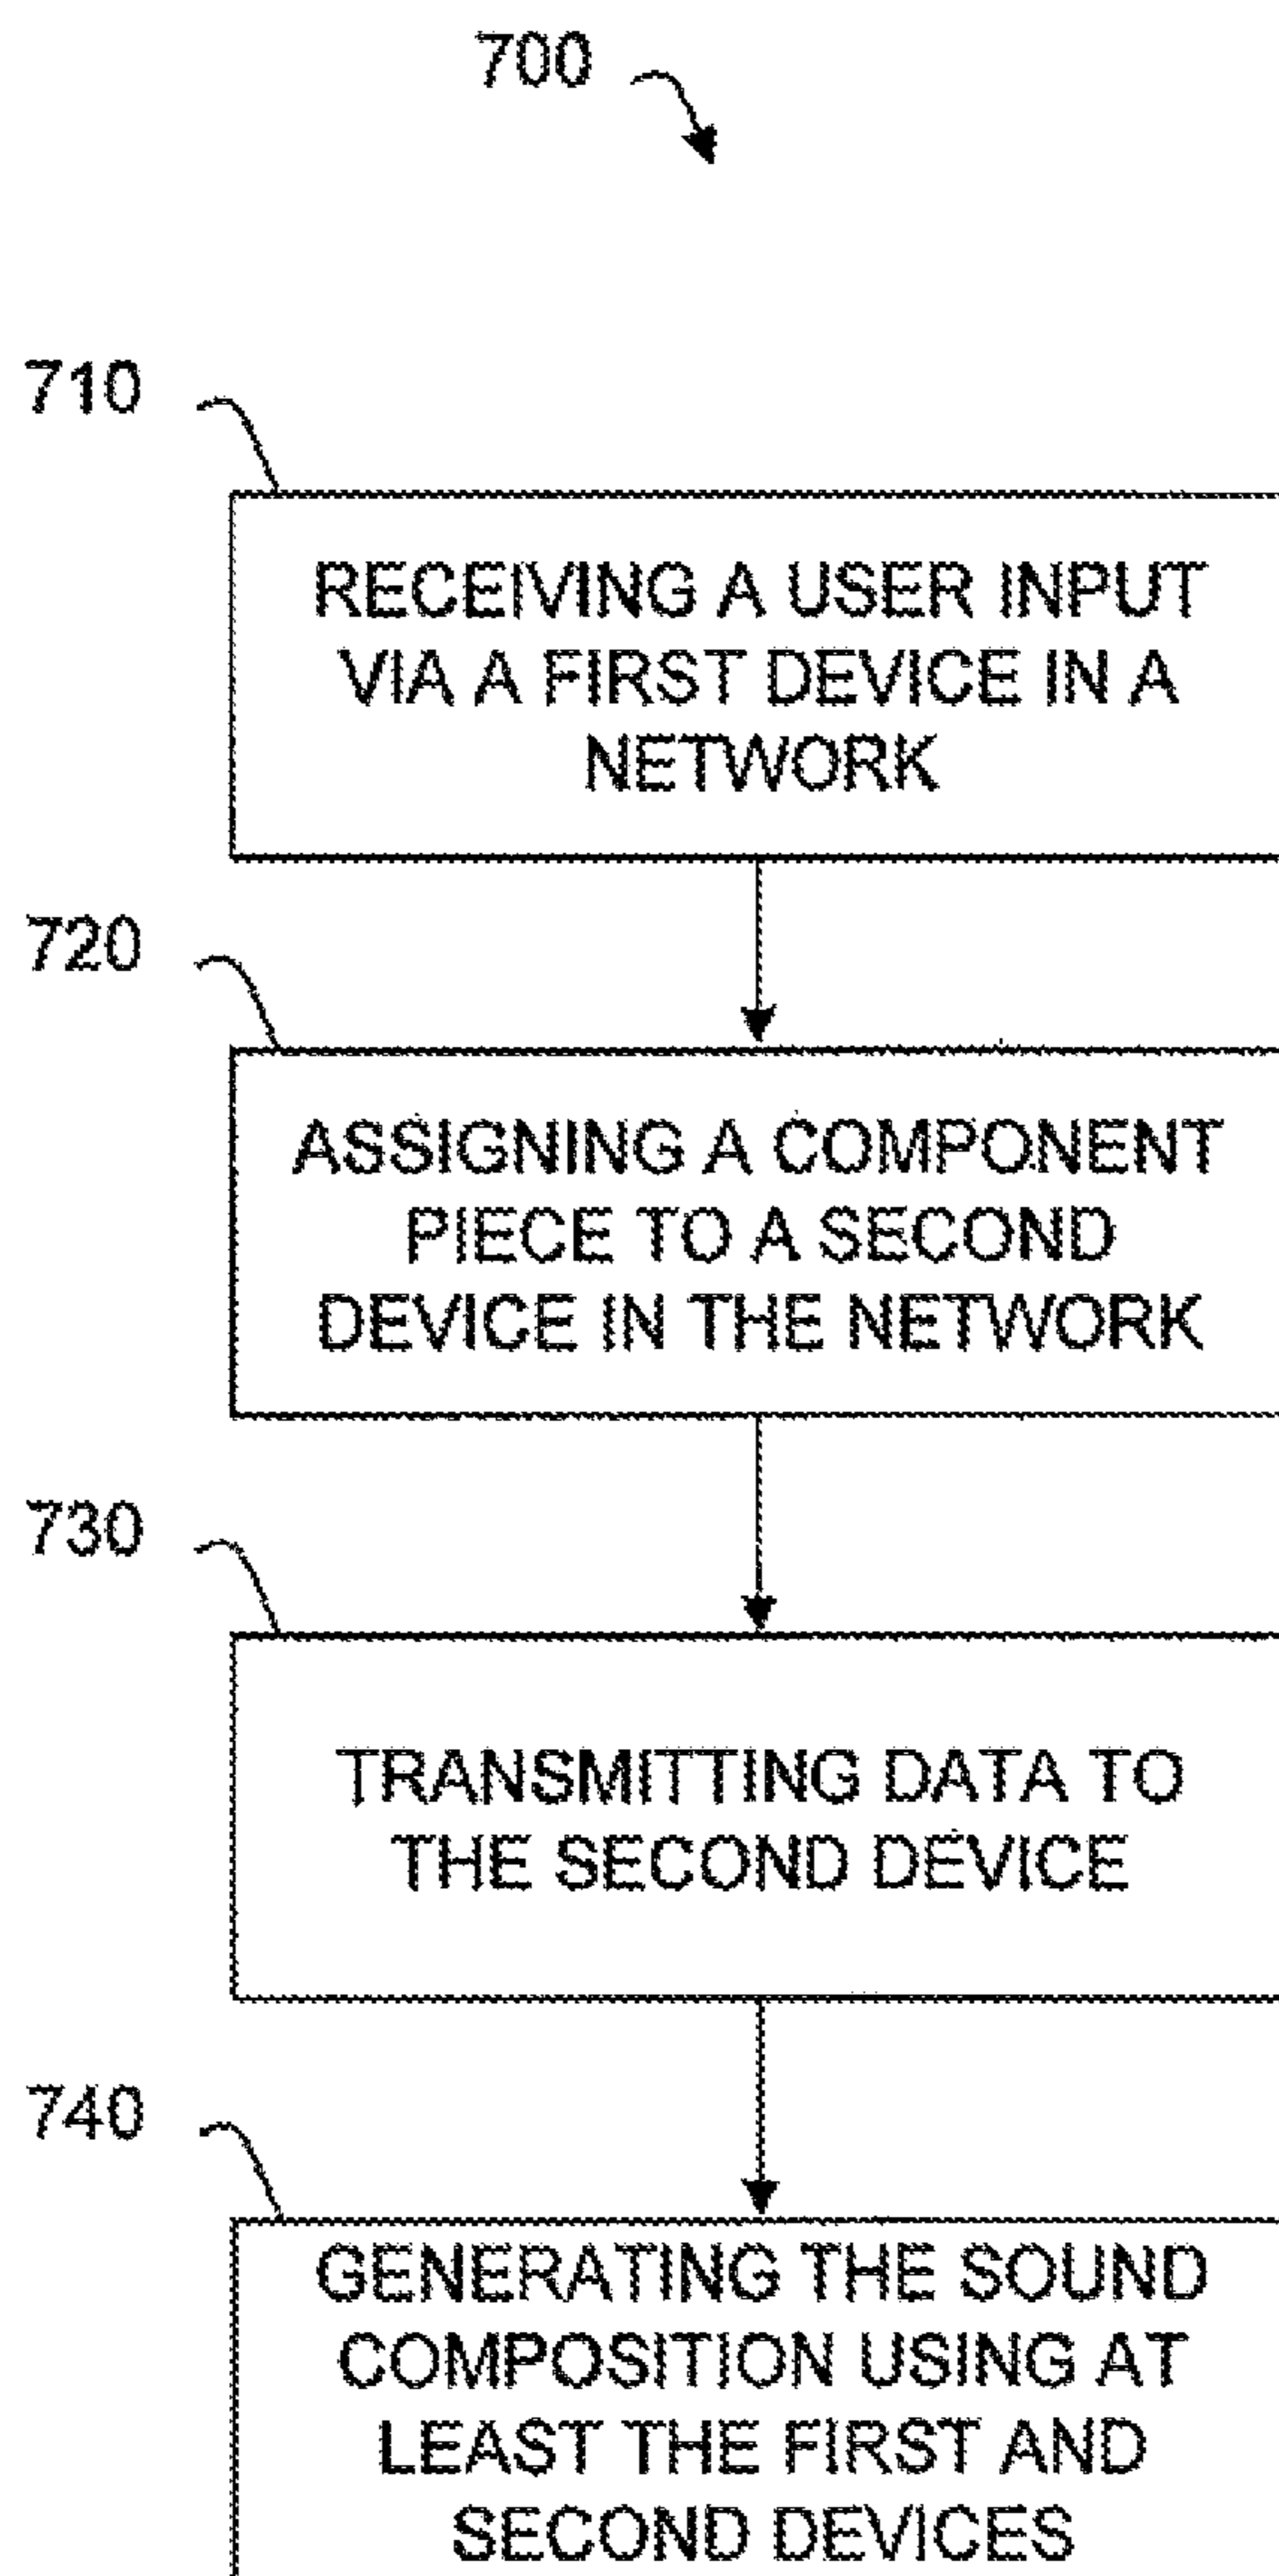 700
710
RECEIVING A USER INPUT
VIA A FIRST DEVICE IN A
NETWORK
720
ASSIGNING A COMPONENT
PIECE TO A SECOND
DEVICE IN THE NETWORK
730
TRANSMITTING DATA TO
THE SECOND DEVICE
740
GENERATING THE SOUND
COMPOSITION USING AT
LEAST THE FIRST AND
SECOND DEVICES